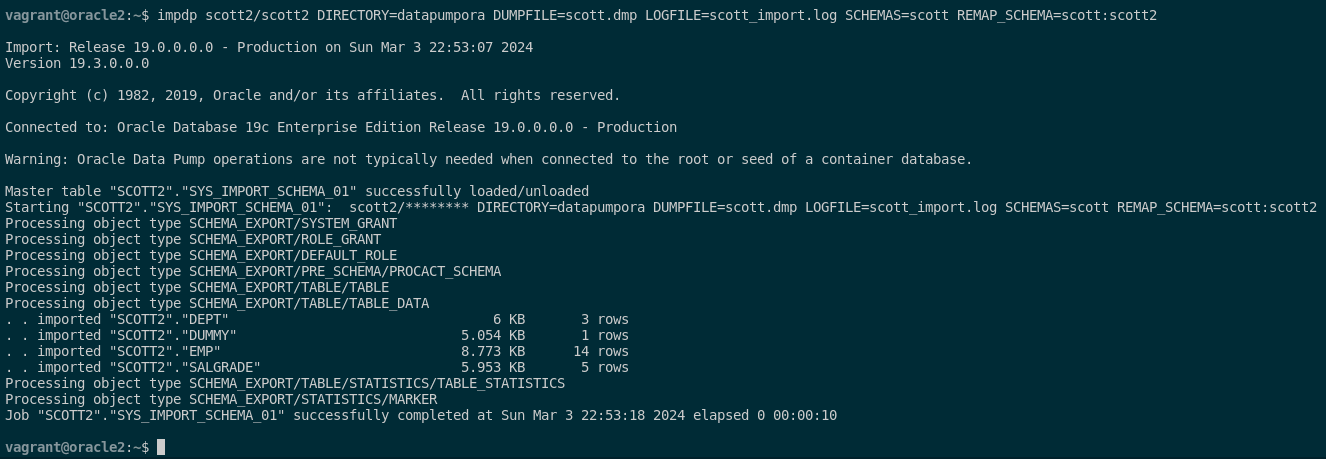 vagrant@oracle2:~$ impdp scott2/scott2 DIRECTORY=datapumpora DUMPFILE=scott.dmp LOGFILE=scott_import.log SCHEMAS=scott REMAP_SCHEMA=scott:scott2
Import: Release 19.0.0.0.0 - Production on Sun Mar 3 22:53:07 2024
Version 19.3.0.0.0
Copyright (c) 1982, 2019, Oracle and/or its affiliates.  All rights reserved.
Connected to: Oracle Database 19c Enterprise Edition Release 19.0.0.0.0 - Production
Warning: Oracle Data Pump operations are not typically needed when connected to the root or seed of a container database.
Master table "SCOTT2"."SYS_IMPORT_SCHEMA_01" successfully loaded/unloaded
Starting "SCOTT2"."SYS_IMPORT_SCHEMA_01":  scott2/******** DIRECTORY=datapumpora DUMPFILE=scott.dmp LOGFILE=scott_import.log SCHEMAS=scott REMAP_SCHEMA=scott:scott2
Processing object type SCHEMA_EXPORT/SYSTEM_GRANT
Processing object type SCHEMA_EXPORT/ROLE_GRANT
Processing object type SCHEMA_EXPORT/DEFAULT_ROLE
Processing object type SCHEMA_EXPORT/PRE_SCHEMA/PROCACT_SCHEMA
Processing object type SCHEMA_EXPORT/TABLE/TABLE
Processing object type SCHEMA_EXPORT/TABLE/TABLE_DATA
. . imported "SCOTT2"."DEPT"                                 6 KB       3 rows
. . imported "SCOTT2"."DUMMY"                            5.054 KB       1 rows
. . imported "SCOTT2"."EMP"                              8.773 KB      14 rows
. . imported "SCOTT2"."SALGRADE"                         5.953 KB       5 rows
Processing object type SCHEMA_EXPORT/TABLE/STATISTICS/TABLE_STATISTICS
Processing object type SCHEMA_EXPORT/STATISTICS/MARKER
Job "SCOTT2"."SYS_IMPORT_SCHEMA_01" successfully completed at Sun Mar 3 22:53:18 2024 elapsed 0 00:00:10
vagrant@oracle2:~$